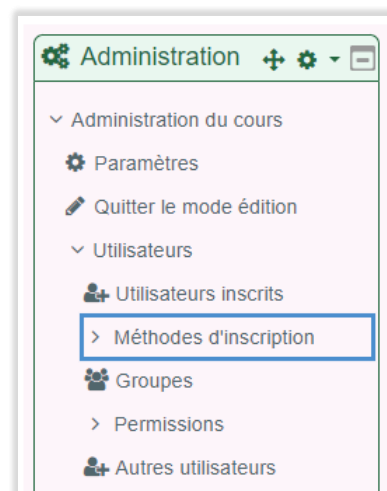 Administration
Administration du cours
Paramètres
Quitter le mode édition
Utilisateurs
Utilisateurs inscrits
Méthodes d'inscription
Groupes
Permissions
Autres utilisateurs